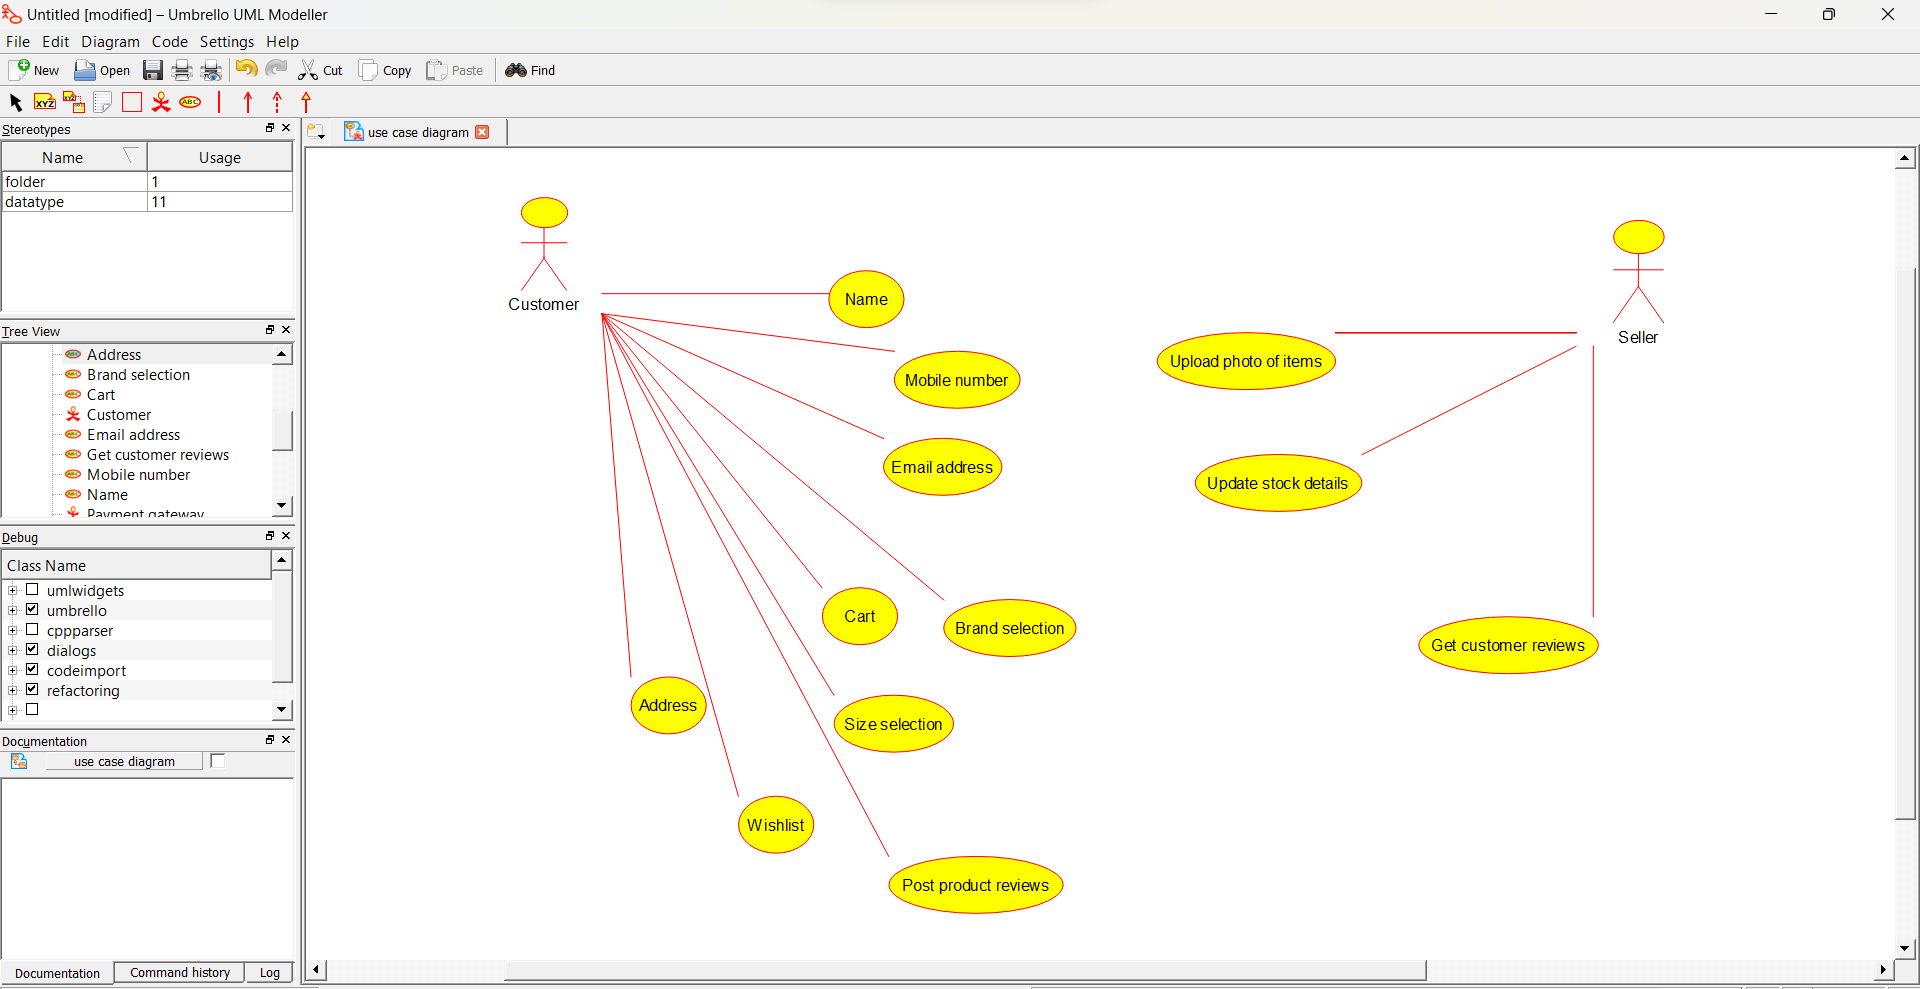 Untitled [modified] – Umbrello UML Modeller
File Edit Diagram Code Settings Help
New Open Cut Copy Paste Find
XYZ XYZ ABC
Stereotypes
Name Usage
folder 1
datatype 11
Tree View
Address
Brand selection
Cart
Customer
Email address
Get customer reviews
Mobile number
Name
Payment gateway
Debug
Class Name
umlwidgets
umbrello
cppparser
dialogs
codeimport
refactoring
Documentation
use case diagram
Documentation Command history Log
use case diagram
Customer
Name
Mobile number
Email address
Cart
Brand selection
Address
Size selection
Wishlist
Post product reviews
Seller
Upload photo of items
Update stock details
Get customer reviews